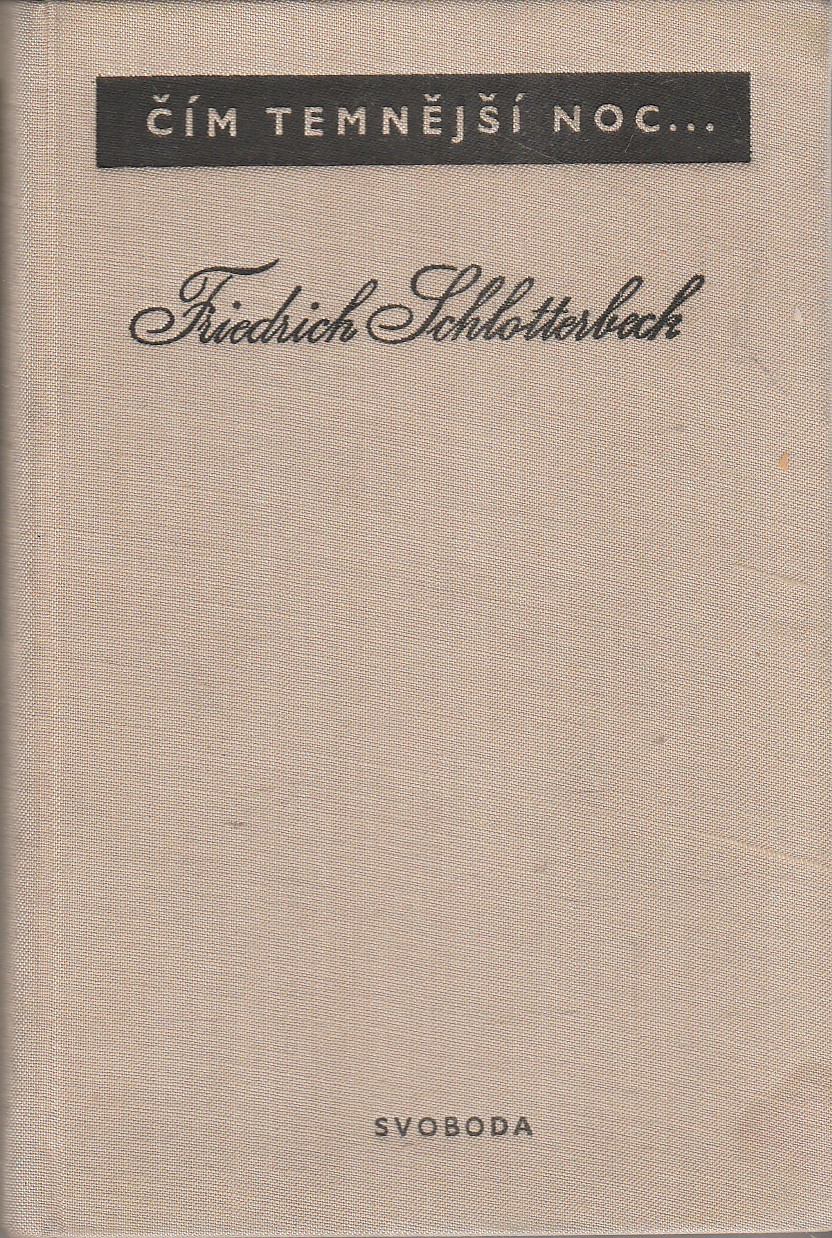 ČÍM TEMNĚJŠÍ NOC...
Friedrich Schlotterbeck
SVOBODA